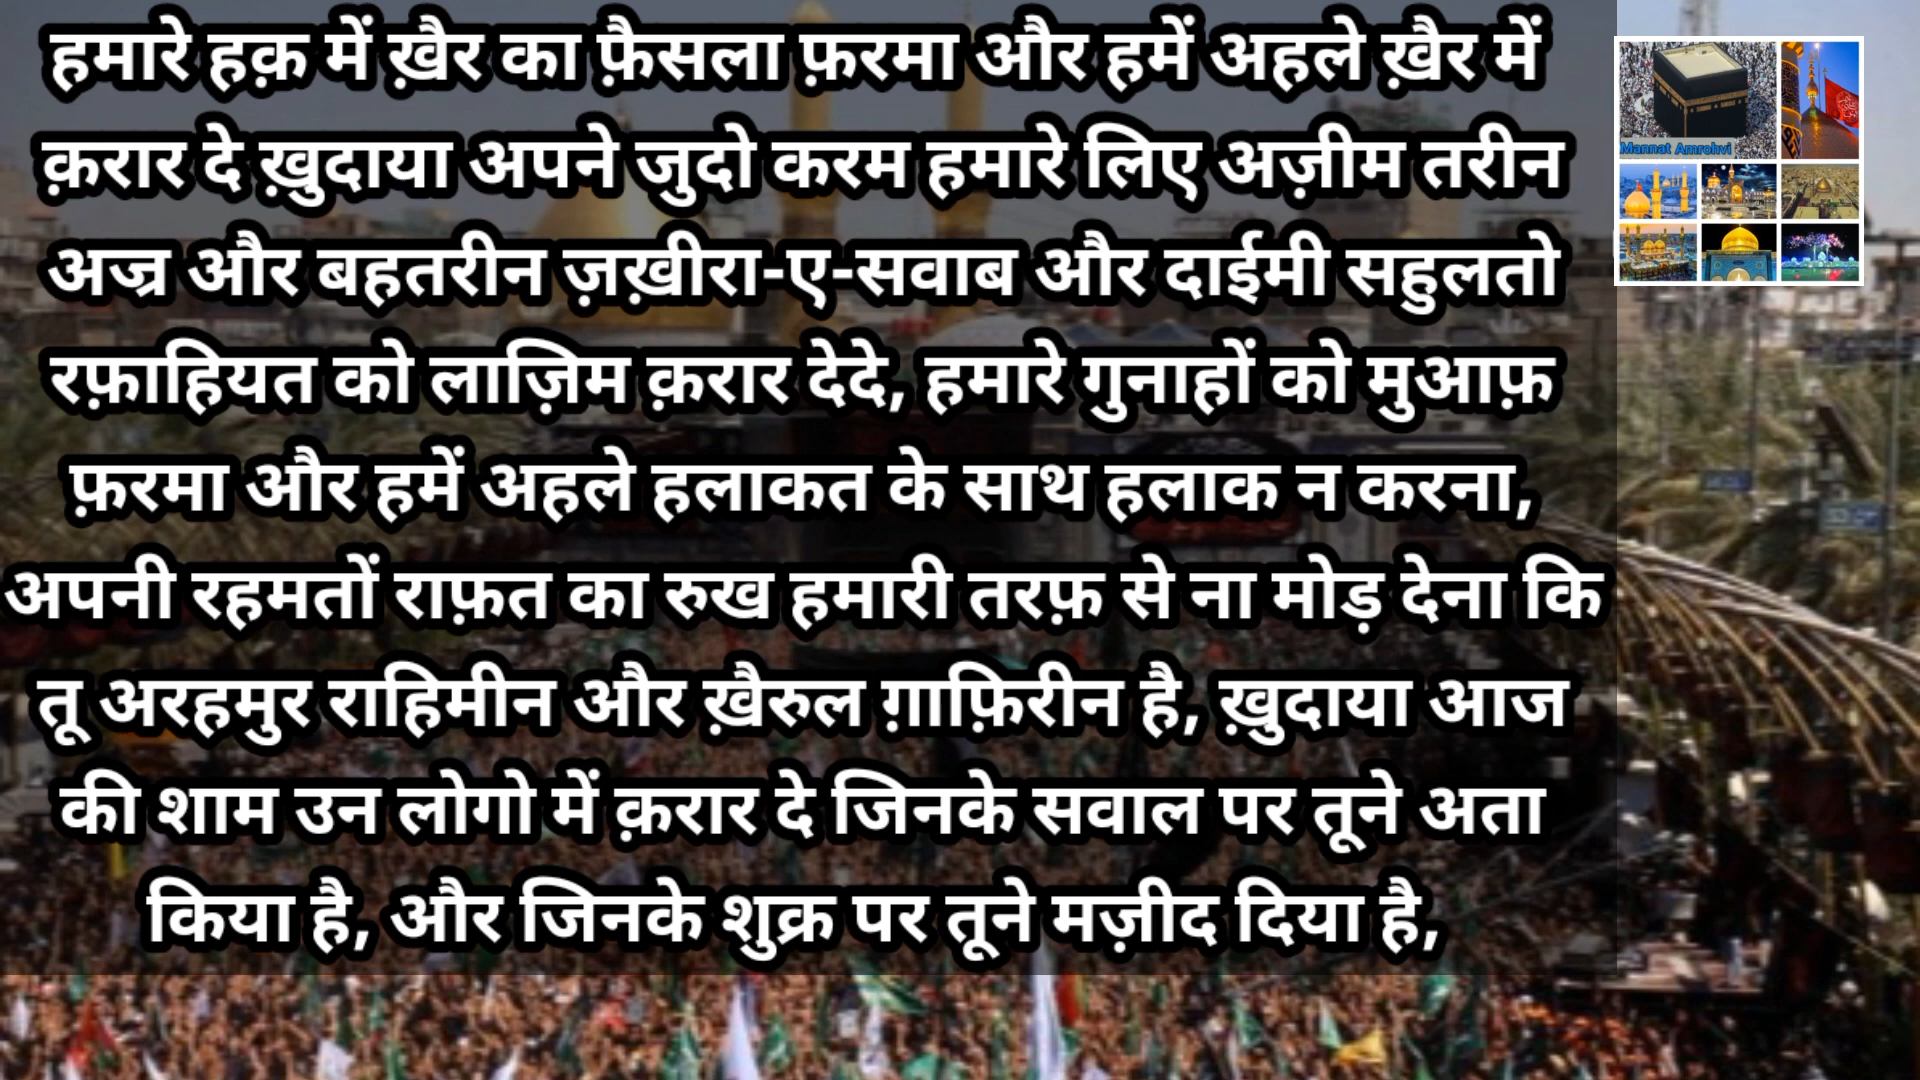 हमारे हक़ में ख़ैर का फ़ैसला फ़रमा और हमें अहले ख़ैर में
क़रार दे ख़ुदाया अपने जुदो करम हमारे लिए अज़ीम तरीन
अज्र और बहतरीन ज़ख़ीरा-ए-सवाब और दाईमी सहुलतो
रफ़ाहियत को लाज़िम क़रार देदे, हमारे गुनाहों को मुआफ़
फ़रमा और हमें अहले हलाकत के साथ हलाक न करना,
अपनी रहमतों राफ़त का रुख हमारी तरफ़ से ना मोड़ देना कि
तू अरहमुर राहिमीन और ख़ैरुल ग़ाफ़िरीन है, ख़ुदाया आज
की शाम उन लोगो में क़रार दे जिनके सवाल पर तूने अता
किया है, और जिनके शुक्र पर तूने मज़ीद दिया है,
Mannat Amrohvi